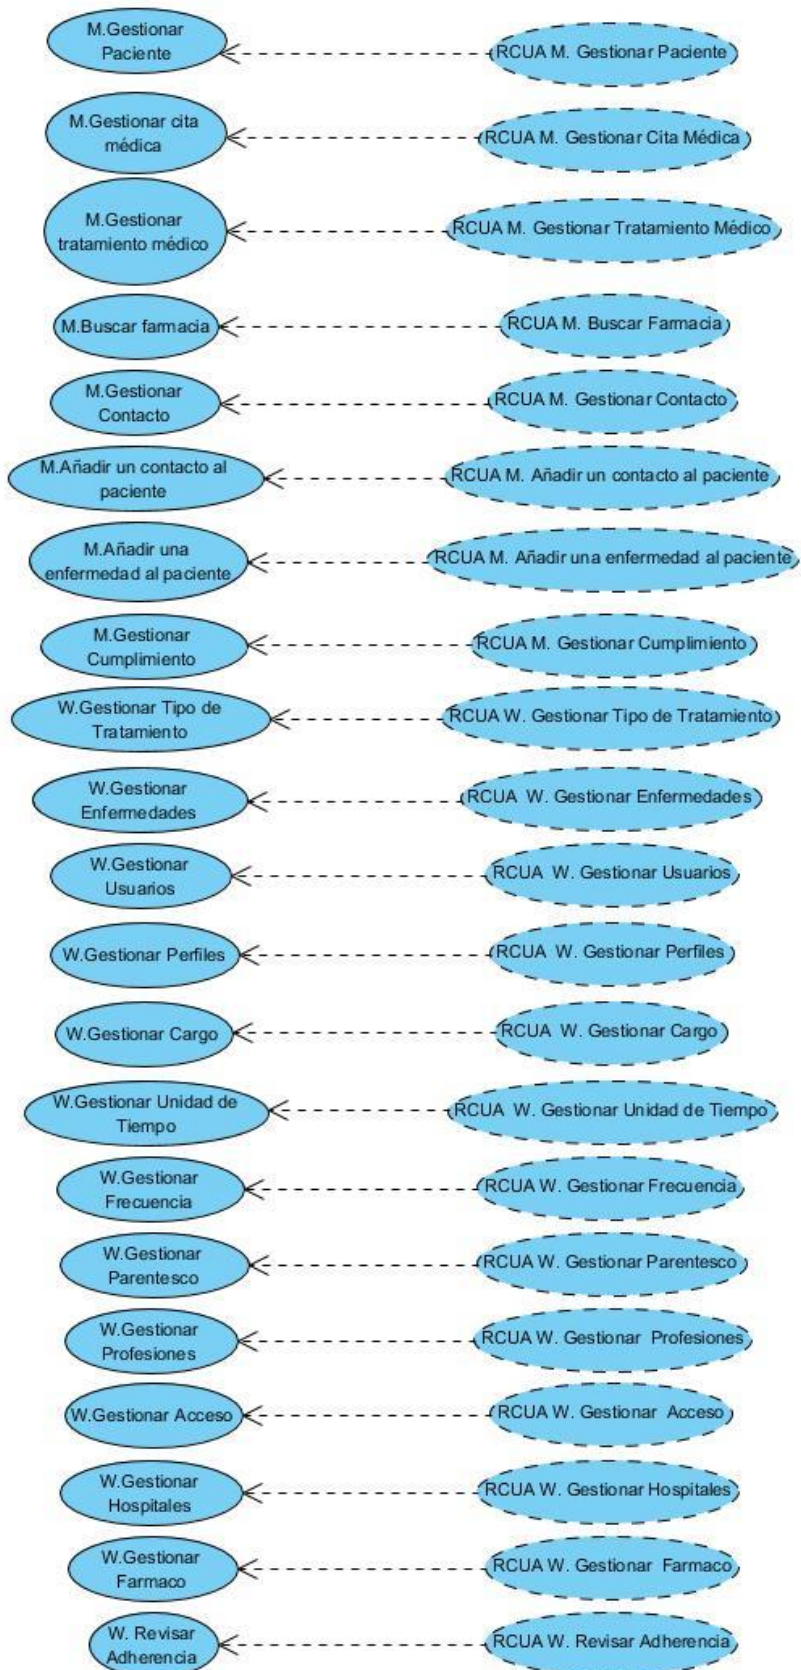 M.Gestionar
Paciente
RCUA M. Gestionar Paciente
M.Gestionar cita
médica
RCUA M. Gestionar Cita Médica
M.Gestionar
tratamiento médico
RCUA M. Gestionar Tratamiento Médico
M.Buscar farmacia
RCUA M. Buscar Farmacia
M.Gestionar
Contacto
RCUA M. Gestionar Contacto
M.Añadir un contacto al
paciente
RCUA M. Añadir un contacto al paciente
M.Añadir una
enfermedad al paciente
RCUA M. Añadir una enfermedad al paciente
M.Gestionar
Cumplimiento
RCUA M. Gestionar Cumplimiento
W.Gestionar Tipo de
Tratamiento
RCUA W. Gestionar Tipo de Tratamiento
W.Gestionar
Enfermedades
RCUA W. Gestionar Enfermedades
W.Gestionar
Usuarios
RCUA W. Gestionar Usuarios
W.Gestionar Perfiles
RCUA W. Gestionar Perfiles
W.Gestionar Cargo
RCUA W. Gestionar Cargo
W.Gestionar Unidad de
Tiempo
RCUA W. Gestionar Unidad de Tiempo
W.Gestionar
Frecuencia
RCUA W. Gestionar Frecuencia
W.Gestionar
Parentesco
RCUA W. Gestionar Parentesco
W.Gestionar
Profesiones
RCUA W. Gestionar Profesiones
W.Gestionar Acceso
RCUA W. Gestionar Acceso
W.Gestionar
Hospitales
RCUA W. Gestionar Hospitales
W.Gestionar
Farmaco
RCUA W. Gestionar Farmaco
W. Revisar
Adherencia
RCUA W. Revisar Adherencia